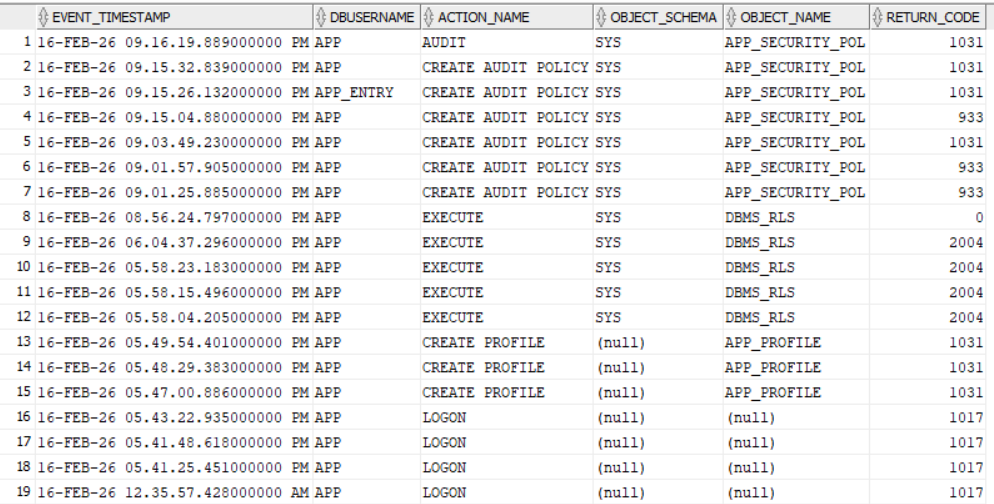 EVENT_TIMESTAMP DBUSERNAME ACTION_NAME OBJECT_SCHEMA OBJECT_NAME RETURN_CODE
1 16-FEB-26 09.16.19.889000000 PM APP AUDIT SYS APP_SECURITY_POL 1031
2 16-FEB-26 09.15.32.839000000 PM APP CREATE AUDIT POLICY SYS APP_SECURITY_POL 1031
3 16-FEB-26 09.15.26.132000000 PM APP_ENTRY CREATE AUDIT POLICY SYS APP_SECURITY_POL 1031
4 16-FEB-26 09.15.04.880000000 PM APP CREATE AUDIT POLICY SYS APP_SECURITY_POL 933
5 16-FEB-26 09.03.49.230000000 PM APP CREATE AUDIT POLICY SYS APP_SECURITY_POL 1031
6 16-FEB-26 09.01.57.905000000 PM APP CREATE AUDIT POLICY SYS APP_SECURITY_POL 933
7 16-FEB-26 09.01.25.885000000 PM APP CREATE AUDIT POLICY SYS APP_SECURITY_POL 933
8 16-FEB-26 08.56.24.797000000 PM APP EXECUTE SYS DBMS_RLS 0
9 16-FEB-26 06.04.37.296000000 PM APP EXECUTE SYS DBMS_RLS 2004
10 16-FEB-26 05.58.23.183000000 PM APP EXECUTE SYS DBMS_RLS 2004
11 16-FEB-26 05.58.15.496000000 PM APP EXECUTE SYS DBMS_RLS 2004
12 16-FEB-26 05.58.04.205000000 PM APP EXECUTE SYS DBMS_RLS 2004
13 16-FEB-26 05.49.54.401000000 PM APP CREATE PROFILE (null) APP_PROFILE 1031
14 16-FEB-26 05.48.29.383000000 PM APP CREATE PROFILE (null) APP_PROFILE 1031
15 16-FEB-26 05.47.00.886000000 PM APP CREATE PROFILE (null) APP_PROFILE 1031
16 16-FEB-26 05.43.22.935000000 PM APP LOGON (null) (null) 1017
17 16-FEB-26 05.41.48.618000000 PM APP LOGON (null) (null) 1017
18 16-FEB-26 05.41.25.451000000 PM APP LOGON (null) (null) 1017
19 16-FEB-26 12.35.57.428000000 AM APP LOGON (null) (null) 1017